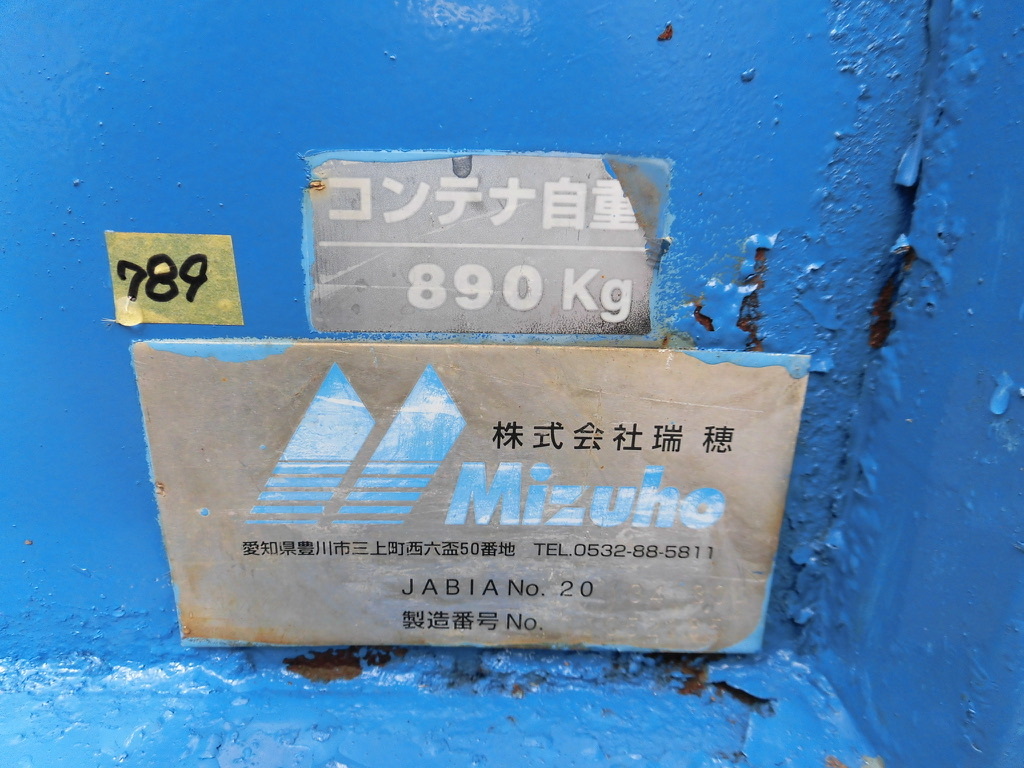 コンテナ自重
890 Kg
789
株式会社瑞穂
Mizuho
愛知県豊川市三上町西六盃50番地 TEL.0532-88-5811
JABIA No. 20
製造番号 No.